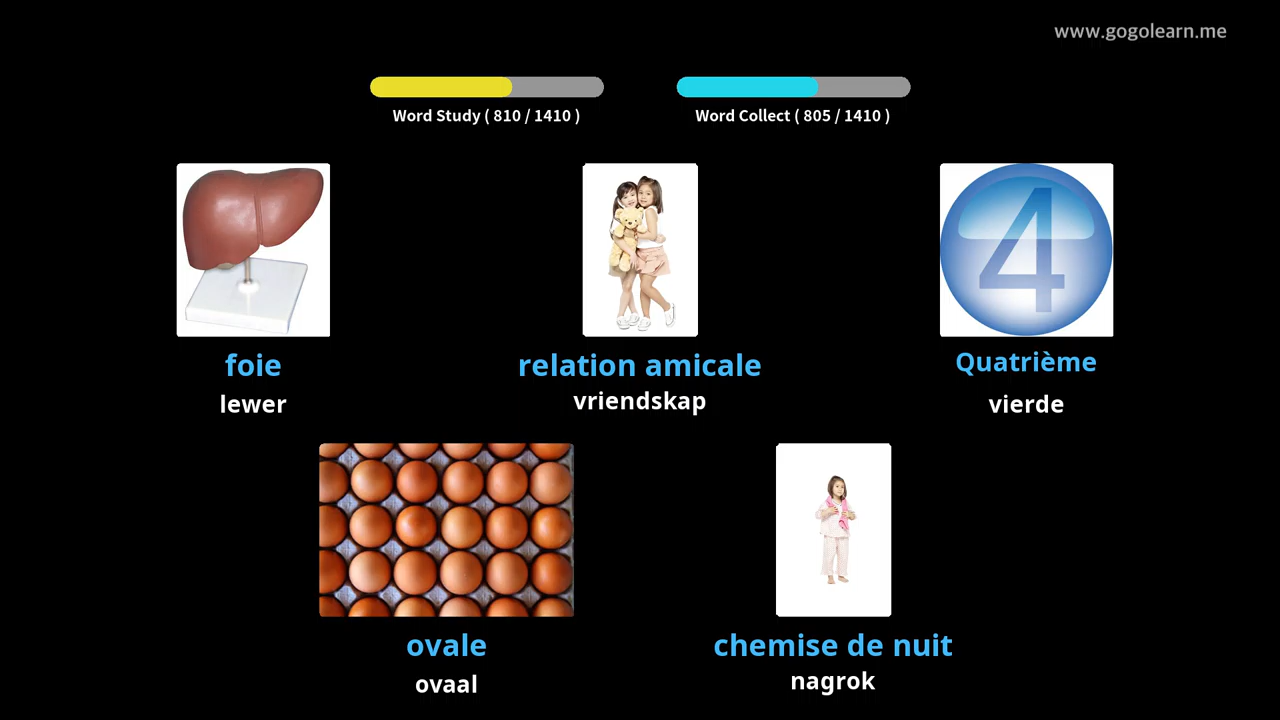 www.gogolearn.me
Word Study ( 810 / 1410 )
Word Collect ( 805 / 1410 )
4
foie
lewer
relation amicale
vriendskap
Quatrième
vierde
ovale
ovaal
chemise de nuit
nagrok